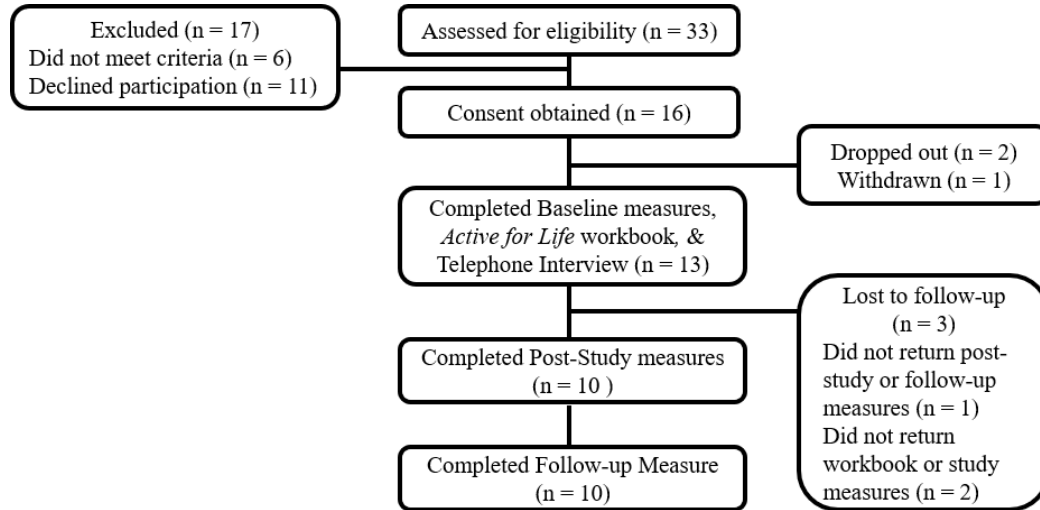 Excluded (n = 17)
Did not meet criteria (n = 6)
Declined participation (n = 11)
Assessed for eligibility (n = 33)
Consent obtained (n = 16)
Dropped out (n = 2)
Withdrawn (n = 1)
Completed Baseline measures,
Active for Life workbook, &
Telephone Interview (n = 13)
Lost to follow-up
(n = 3)
Did not return post-
study or follow-up
measures (n = 1)
Did not return
workbook or study
measures (n = 2)
Completed Post-Study measures
(n = 10 )
Completed Follow-up Measure
(n = 10)